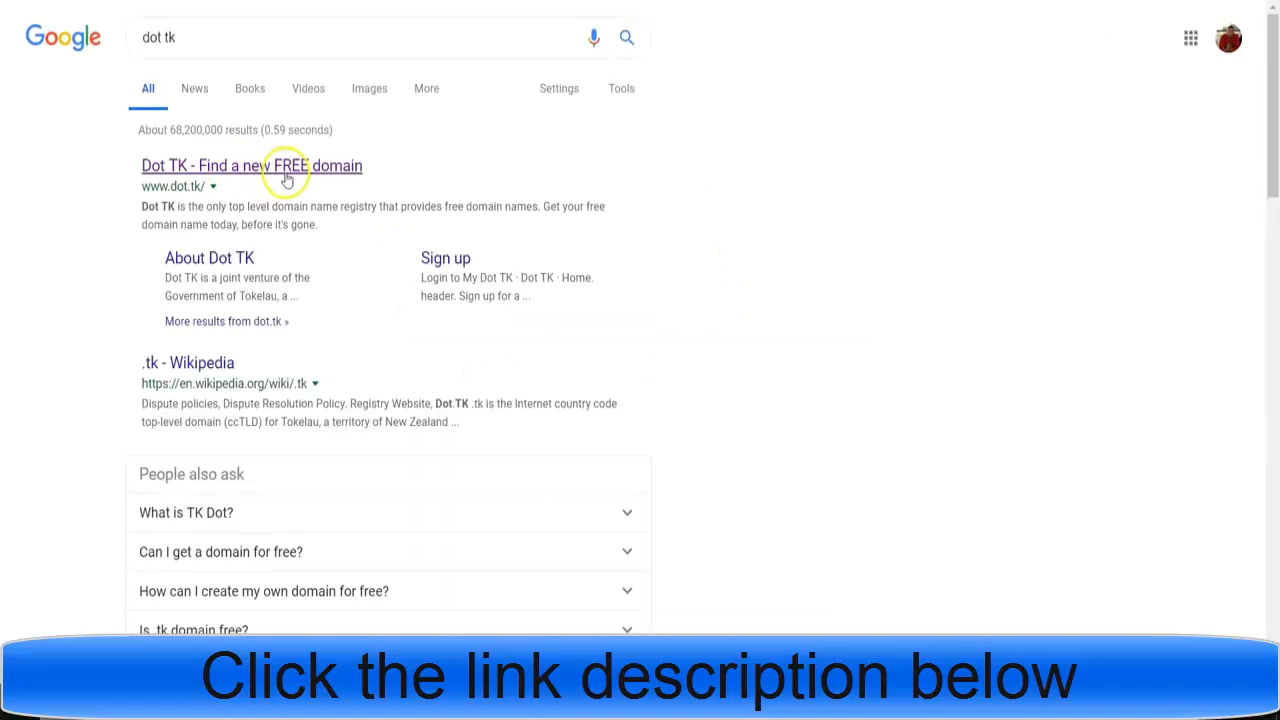 Google
dot tk
All News Books Videos Images More Settings Tools
About 68,200,000 results (0.59 seconds)
Dot TK - Find a new FREE domain
www.dot.tk/
Dot TK is the only top level domain name registry that provides free domain names. Get your free
domain name today, before it's gone.
About Dot TK
Dot TK is a joint venture of the
Government of Tokelau, a ...
More results from dot.tk »
Sign up
Login to My Dot TK · Dot TK · Home.
header. Sign up for a ...
.tk - Wikipedia
https://en.wikipedia.org/wiki/.tk
Dispute policies, Dispute Resolution Policy. Registry Website, Dot.TK .tk is the Internet country code
top-level domain (ccTLD) for Tokelau, a territory of New Zealand ...
People also ask
What is TK Dot?
Can I get a domain for free?
How can I create my own domain for free?
Is .tk domain free?
Click the link description below